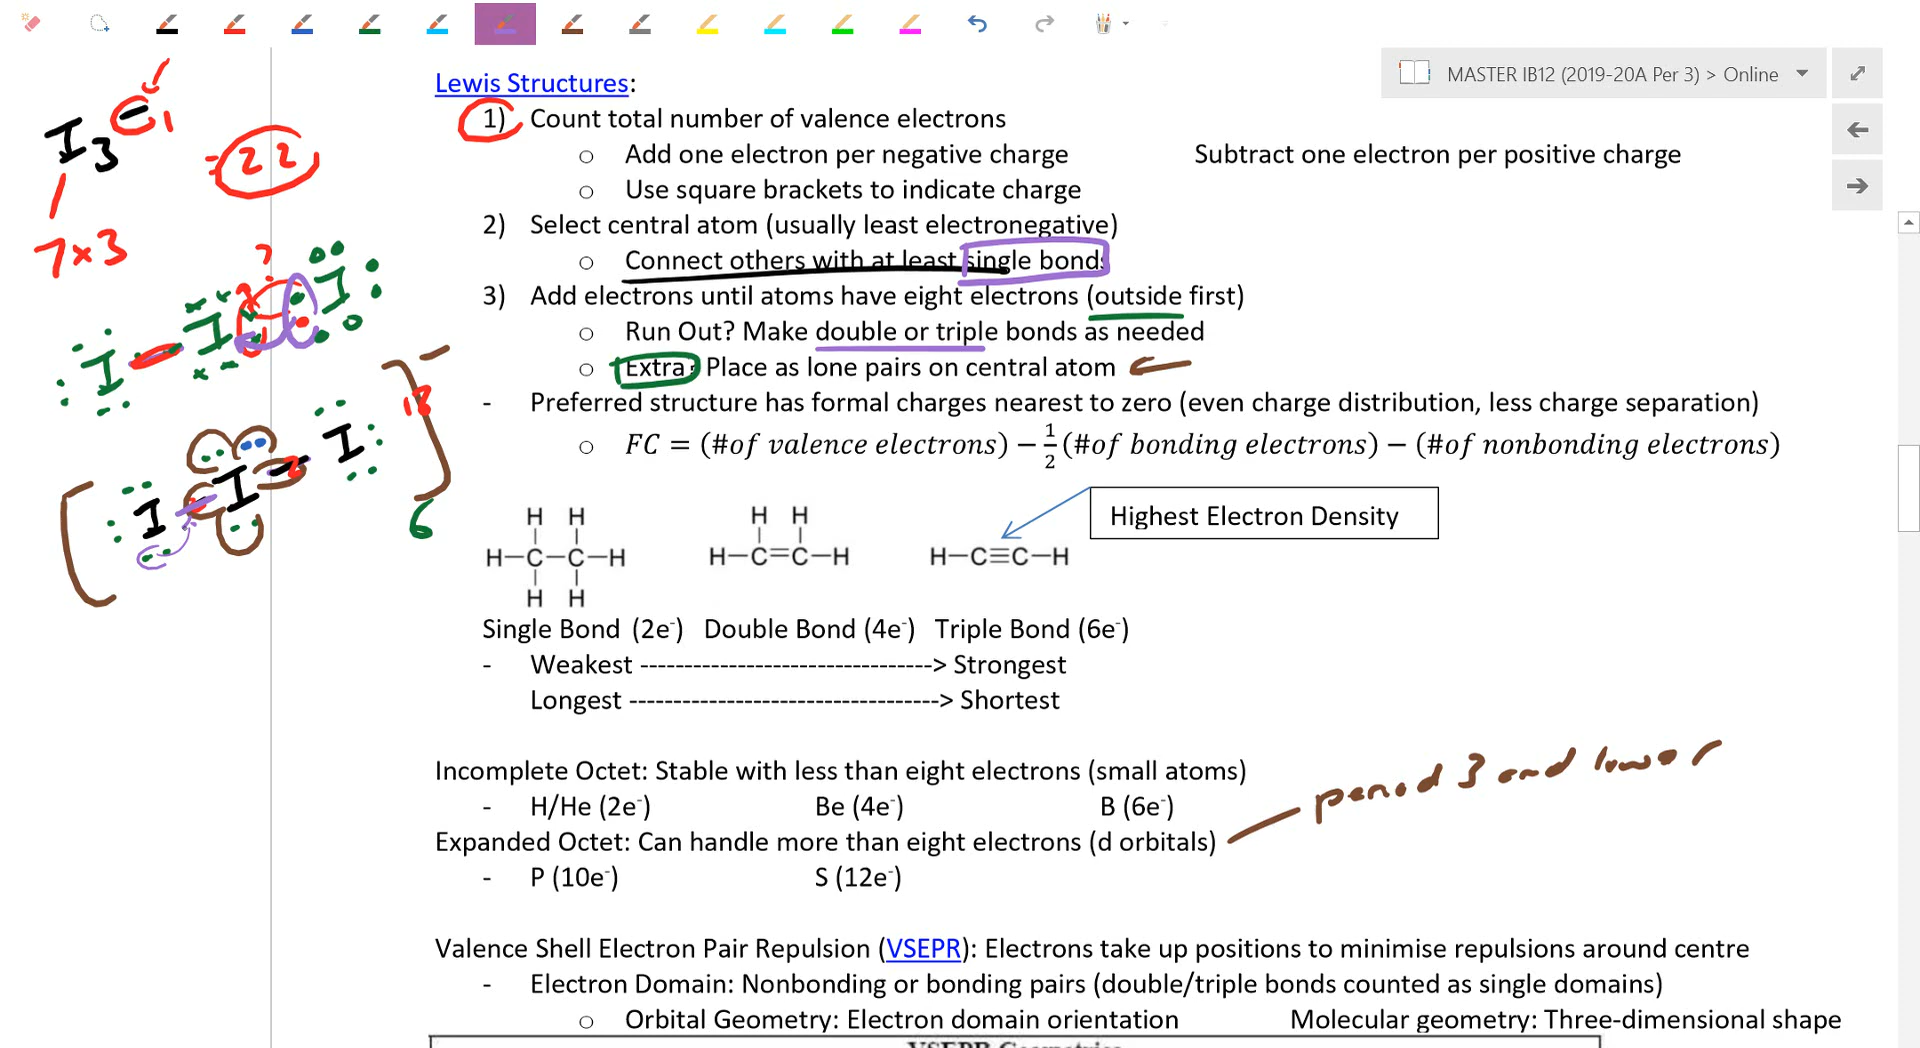 MASTER IB12 (2019-20A Per 3) > Online
I3-
1
22
7x3
?
?
I
I
I
18
I
I
I
6
Lewis Structures:
1) Count total number of valence electrons
o Add one electron per negative charge Subtract one electron per positive charge
o Use square brackets to indicate charge
2) Select central atom (usually least electronegative)
o Connect others with at least single bonds
3) Add electrons until atoms have eight electrons (outside first)
o Run Out? Make double or triple bonds as needed
o Extra? Place as lone pairs on central atom
- Preferred structure has formal charges nearest to zero (even charge distribution, less charge separation)
o FC = (#of valence electrons) − 1/2 (#of bonding electrons) − (#of nonbonding electrons)
Highest Electron Density
H H
H–C–C–H
H H
H H
H–C=C–H
H–C≡C–H
Single Bond (2e-) Double Bond (4e-) Triple Bond (6e-)
- Weakest --------------------------------> Strongest
Longest ----------------------------------> Shortest
Incomplete Octet: Stable with less than eight electrons (small atoms)
- H/He (2e-) Be (4e-) B (6e-)
period 3 and lower
Expanded Octet: Can handle more than eight electrons (d orbitals)
- P (10e-) S (12e-)
Valence Shell Electron Pair Repulsion (VSEPR): Electrons take up positions to minimise repulsions around centre
- Electron Domain: Nonbonding or bonding pairs (double/triple bonds counted as single domains)
o Orbital Geometry: Electron domain orientation Molecular geometry: Three-dimensional shape
VSEPR Geometries